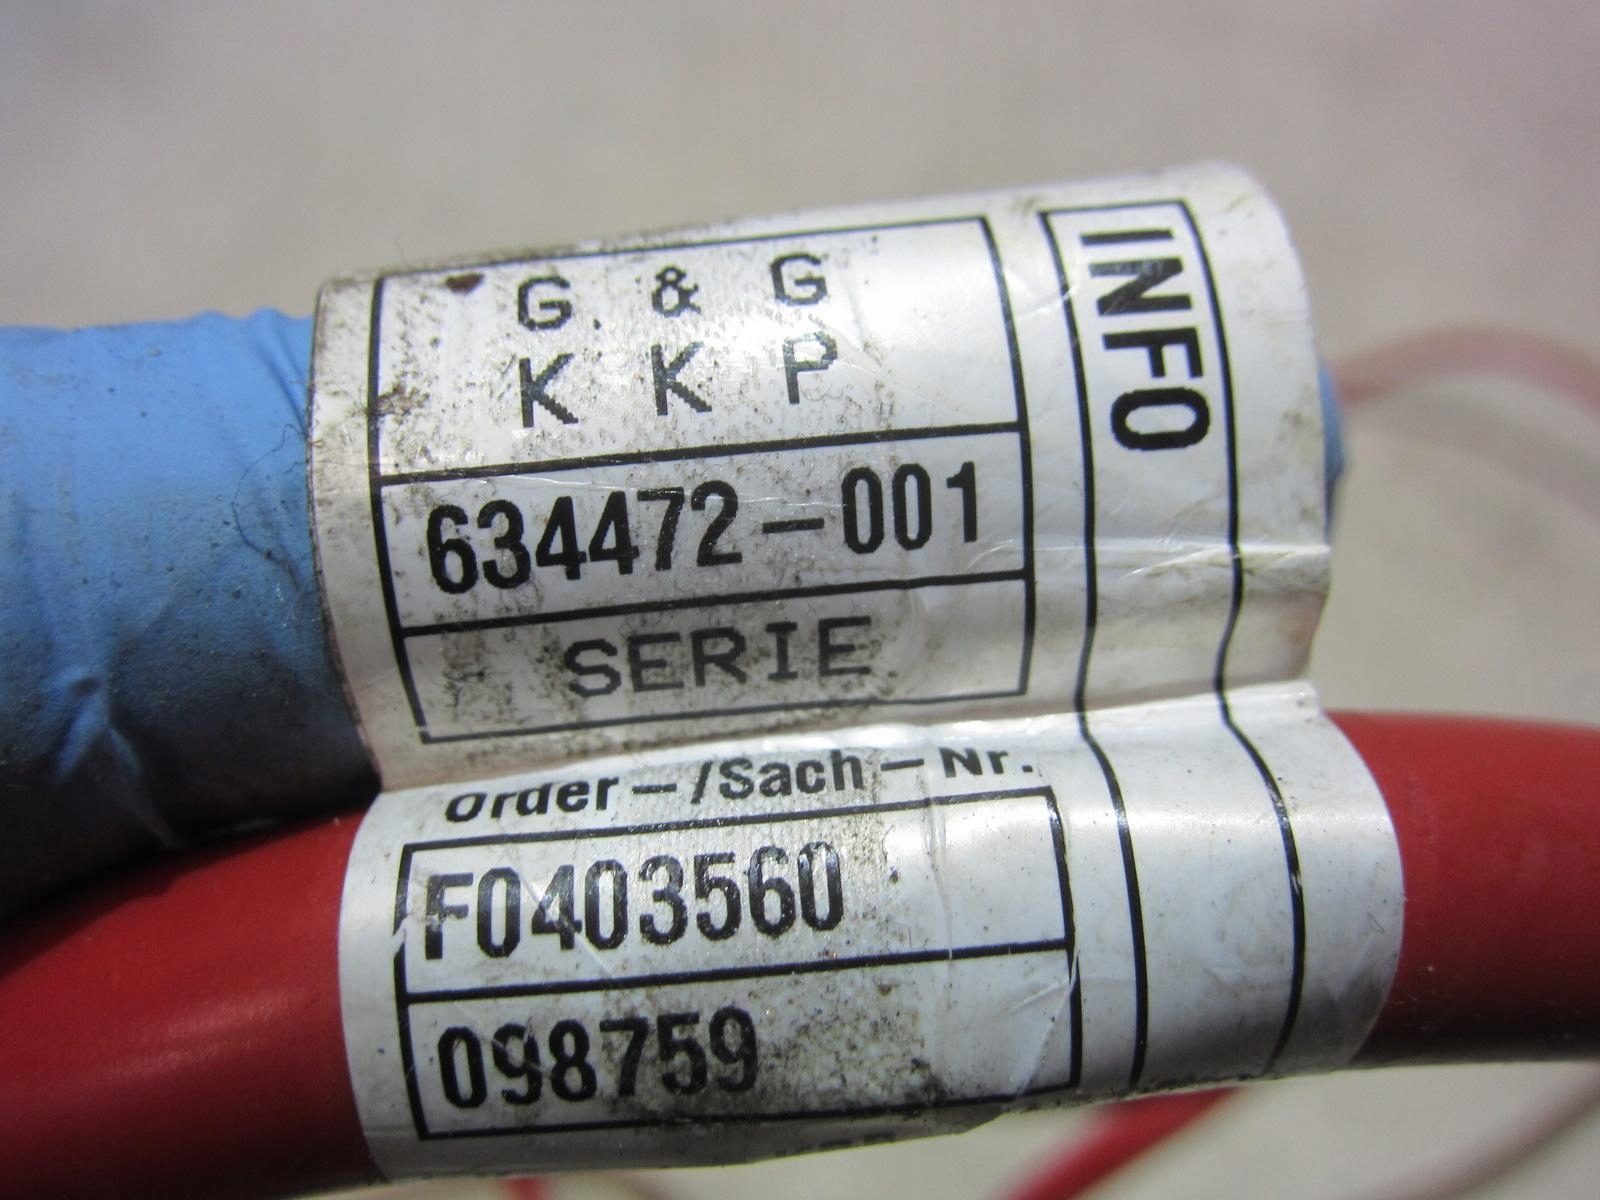 G. & G
K K P
634472-001
SERIE
INFO
Order-/Sach-Nr.
F0403560
098759